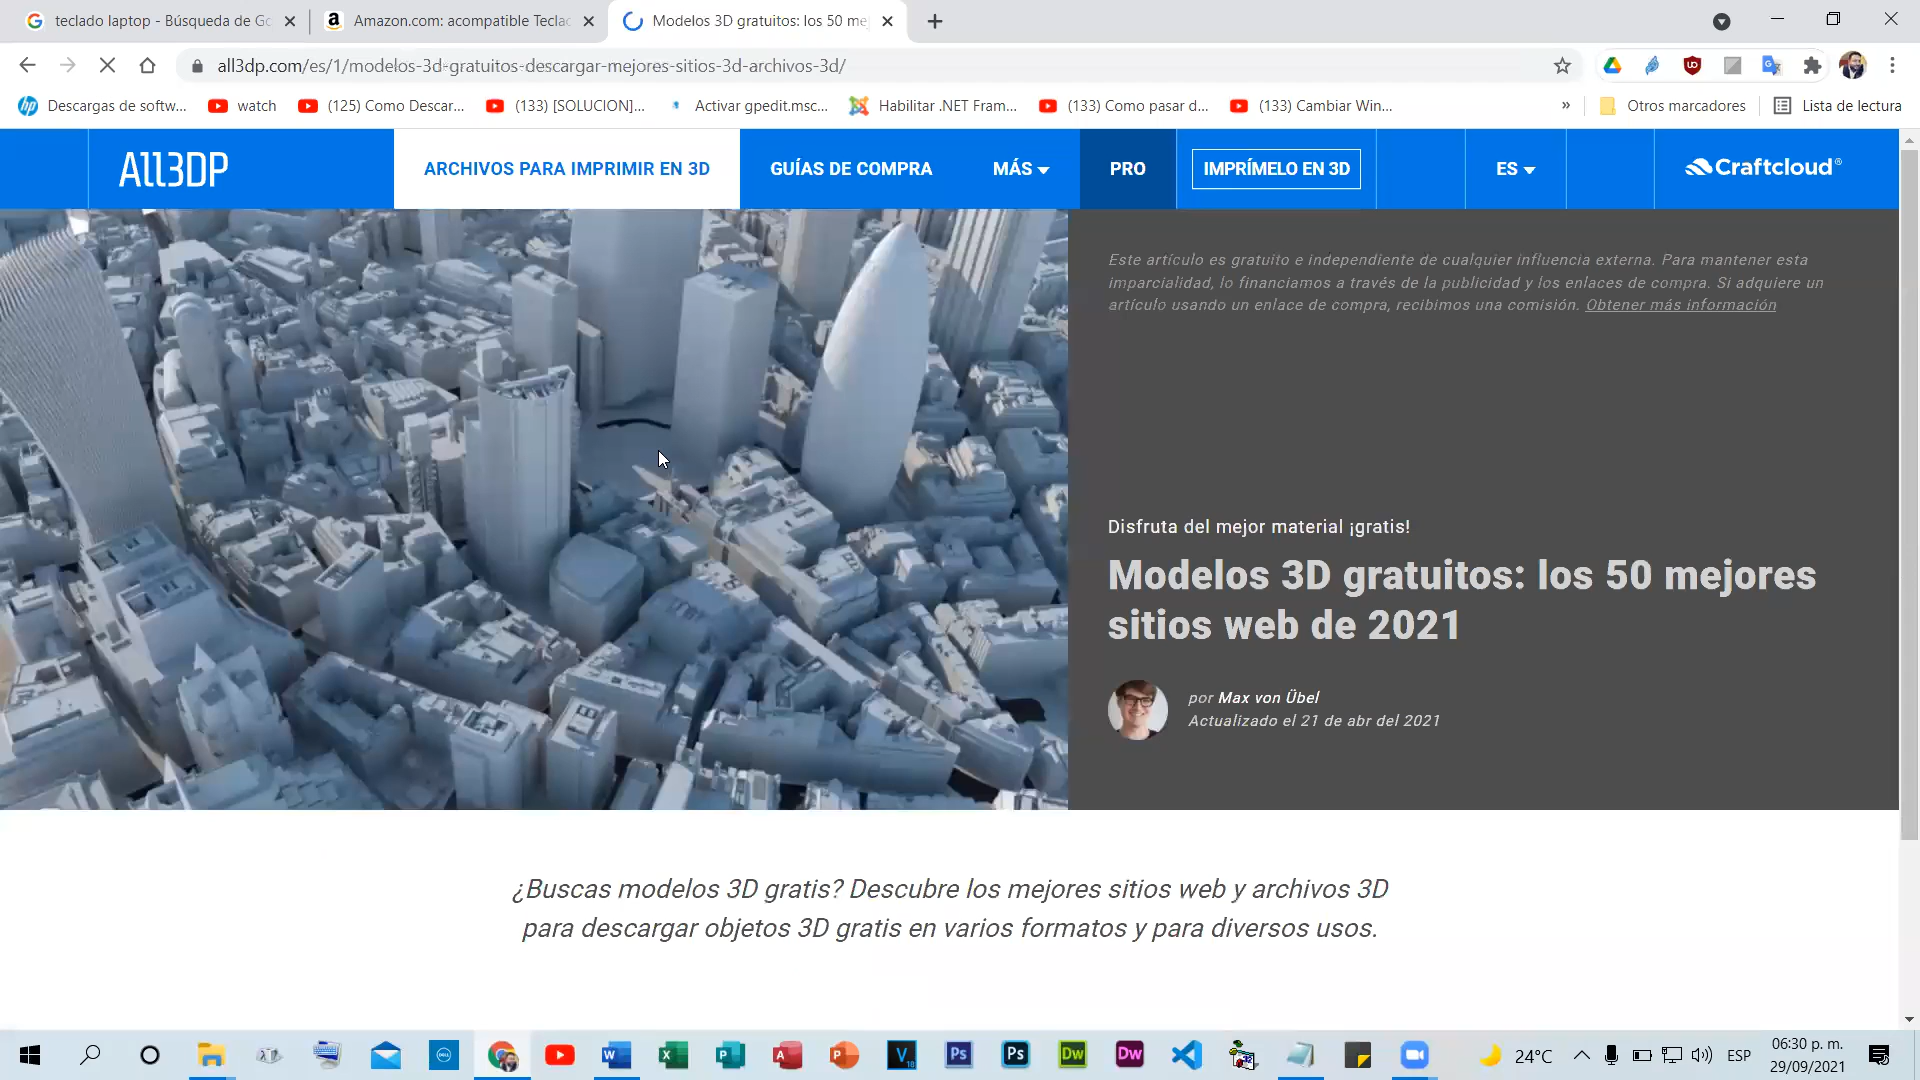 teclado laptop - Búsqueda de Go
Amazon.com: acompatible Teclad
Modelos 3D gratuitos: los 50 me
all3dp.com/es/1/modelos-3d-gratuitos-descargar-mejores-sitios-3d-archivos-3d/
Descargas de softw...
watch
(125) Como Descar...
(133) [SOLUCION]...
Activar gpedit.msc...
Habilitar .NET Fram...
(133) Como pasar d...
(133) Cambiar Win...
»
Otros marcadores
Lista de lectura
All3DP
ARCHIVOS PARA IMPRIMIR EN 3D
GUÍAS DE COMPRA
MÁS
PRO
IMPRÍMELO EN 3D
ES
Craftcloud®
Este artículo es gratuito e independiente de cualquier influencia externa. Para mantener esta
imparcialidad, lo financiamos a través de la publicidad y los enlaces de compra. Si adquiere un
artículo usando un enlace de compra, recibimos una comisión. Obtener más información
Disfruta del mejor material ¡gratis!
Modelos 3D gratuitos: los 50 mejores
sitios web de 2021
por Max von Übel
Actualizado el 21 de abr del 2021
¿Buscas modelos 3D gratis? Descubre los mejores sitios web y archivos 3D
para descargar objetos 3D gratis en varios formatos y para diversos usos.
24°C
ESP
06:30 p. m.
29/09/2021